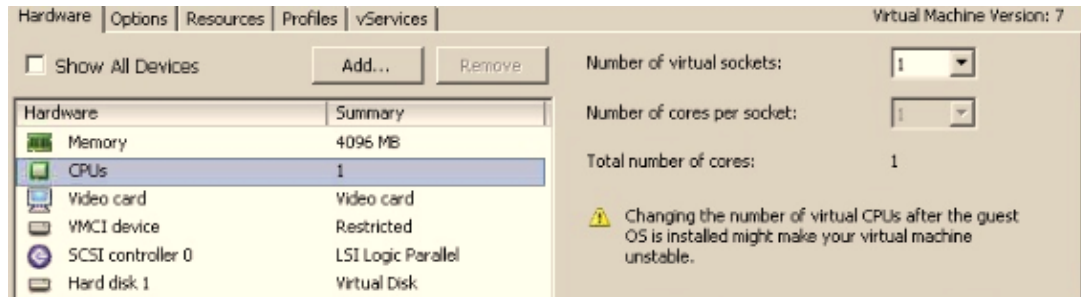 Hardware Options Resources Profiles vServices Virtual Machine Version: 7
Show All Devices Add... Remove
Hardware Summary
Memory 4096 MB
CPUs 1
Video card Video card
VMCI device Restricted
SCSI controller 0 LSI Logic Parallel
Hard disk 1 Virtual Disk
Number of virtual sockets: 1
Number of cores per socket: 1
Total number of cores: 1
Changing the number of virtual CPUs after the guest
OS is installed might make your virtual machine
unstable.